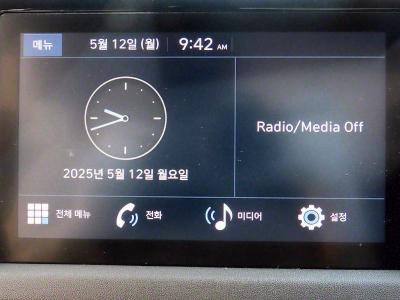 메뉴 5월 12일 (월) 9:42 AM
Radio/Media Off
2025년 5월 12일 월요일
전체 메뉴 전화 미디어 설정